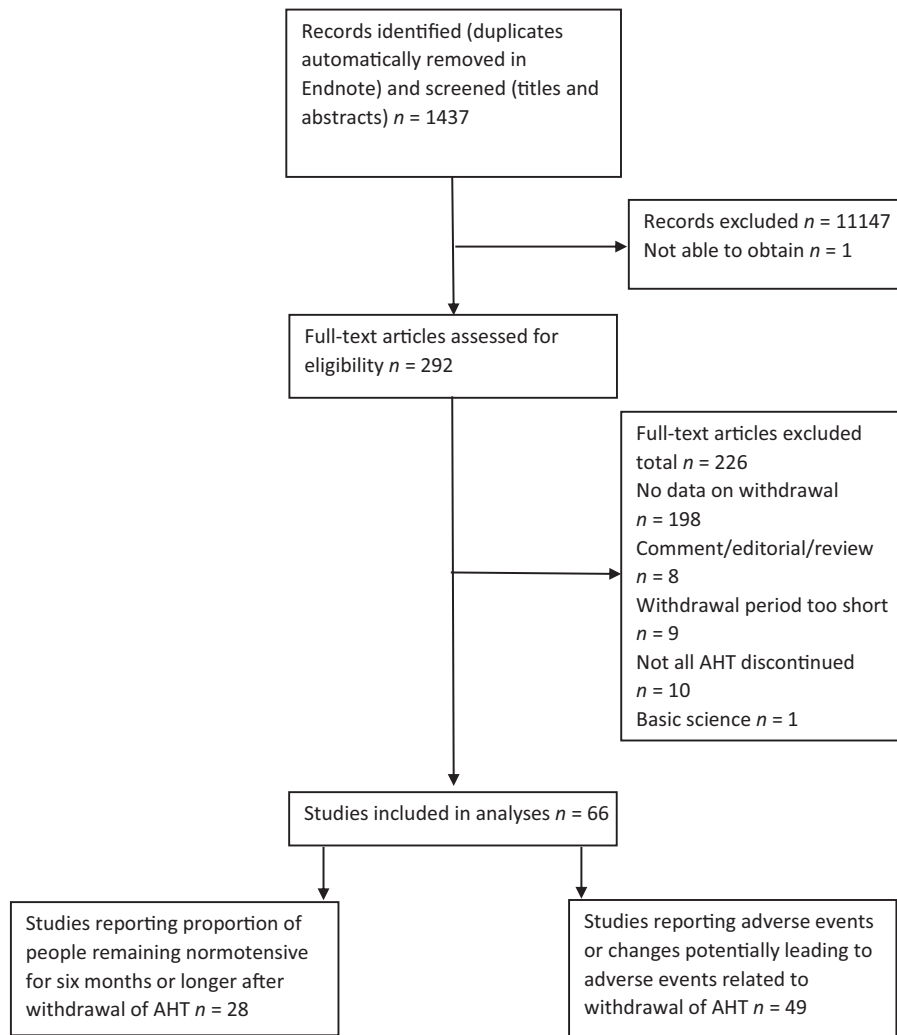 Records identified (duplicates
automatically removed in
Endnote) and screened (titles and
abstracts) n = 1437
Records excluded n = 11147
Not able to obtain n = 1
Full-text articles assessed for
eligibility n = 292
Full-text articles excluded
total n = 226
No data on withdrawal
n = 198
Comment/editorial/review
n = 8
Withdrawal period too short
n = 9
Not all AHT discontinued
n = 10
Basic science n = 1
Studies included in analyses n = 66
Studies reporting proportion of
people remaining normotensive
for six months or longer after
withdrawal of AHT n = 28
Studies reporting adverse events
or changes potentially leading to
adverse events related to
withdrawal of AHT n = 49